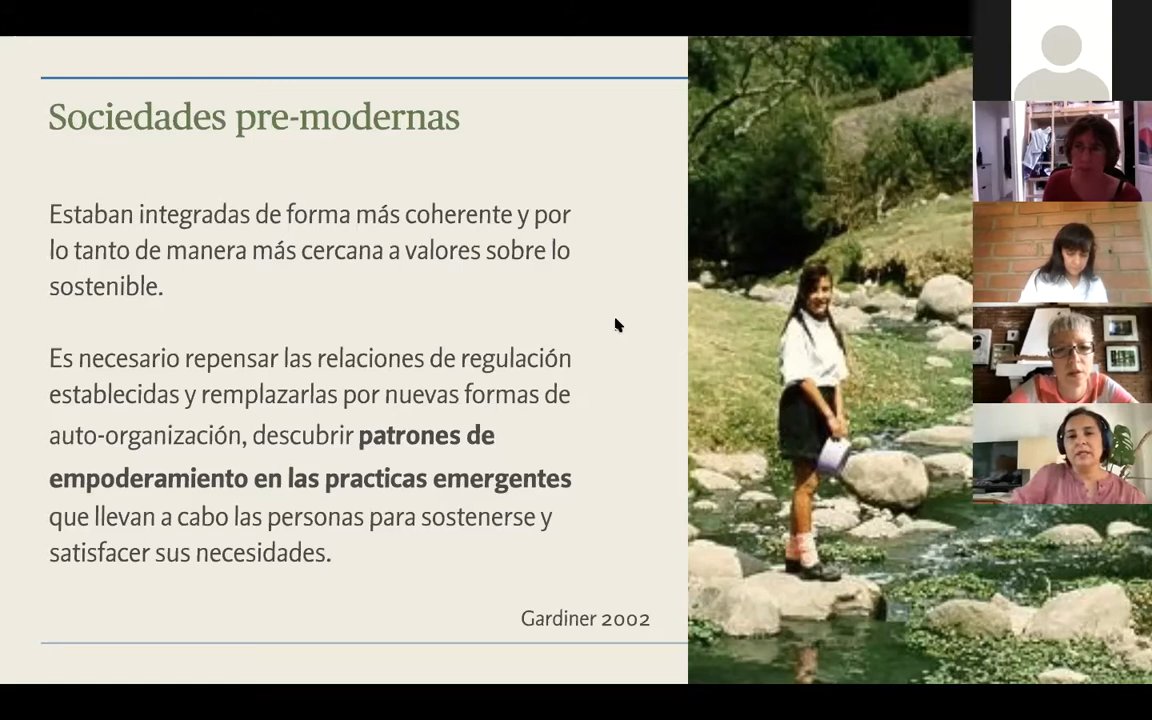 Sociedades pre-modernas
Estaban integradas de forma más coherente y por
lo tanto de manera más cercana a valores sobre lo
sostenible.
Es necesario repensar las relaciones de regulación
establecidas y remplazarlas por nuevas formas de
auto-organización, descubrir patrones de
empoderamiento en las practicas emergentes
que llevan a cabo las personas para sostenerse y
satisfacer sus necesidades.
Gardiner 2002